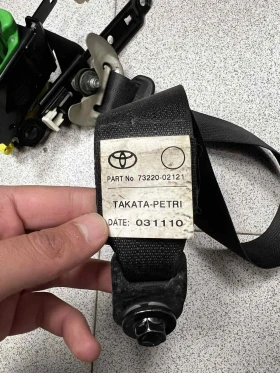 PART No 73220-02121
TAKATA-PETRI
DATE: 031110